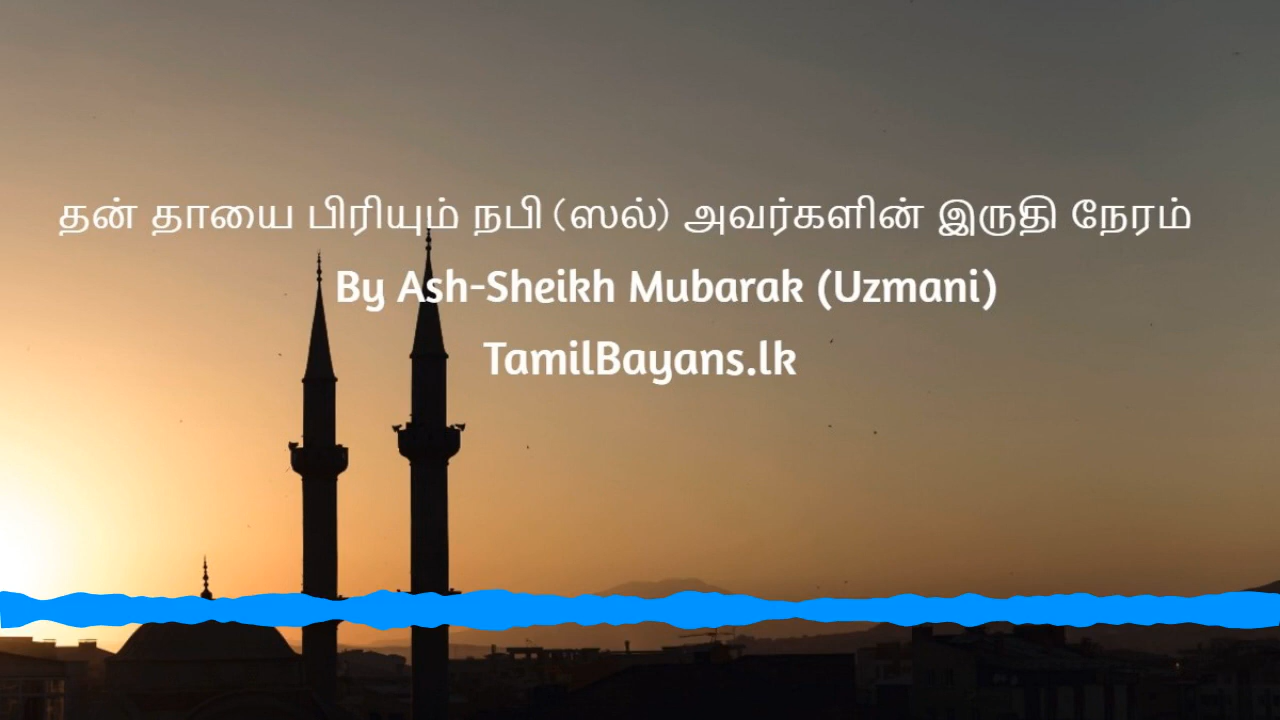 தன் தாயை பிரியும் நபி (ஸல்) அவர்களின் இருதி நேரம்
By Ash-Sheikh Mubarak (Uzmani)
TamilBayans.lk